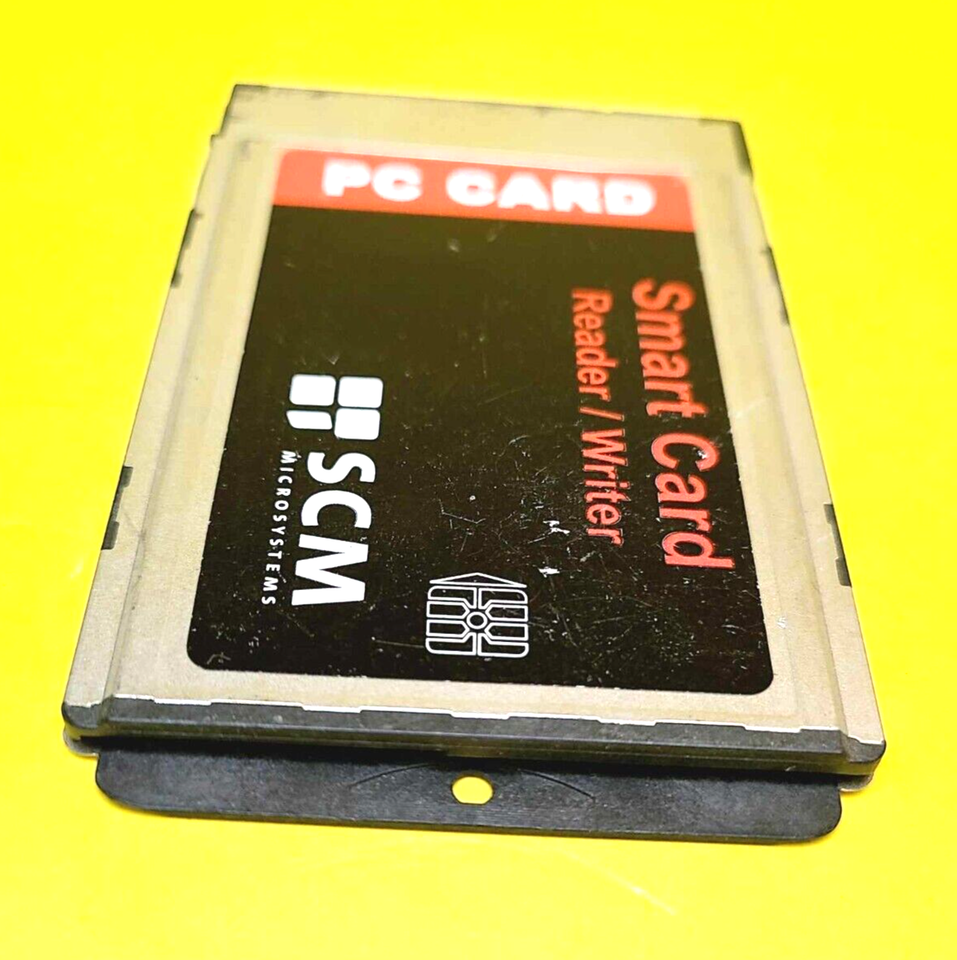 PC CARD
Smart Card
Reader / Writer
SCM
MICROSYSTEMS